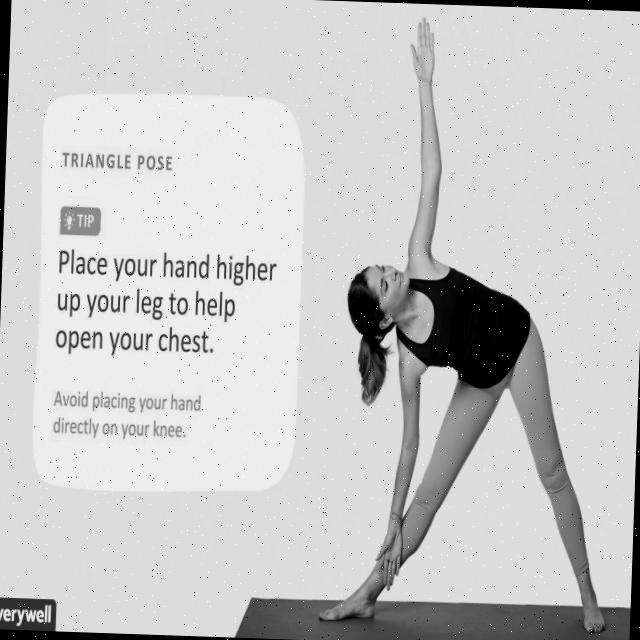 TRIANGLE POSE
TIP
Place your hand higher
up your leg to help
open your chest.
Avoid placing your hand
directly on your knee.
verywell